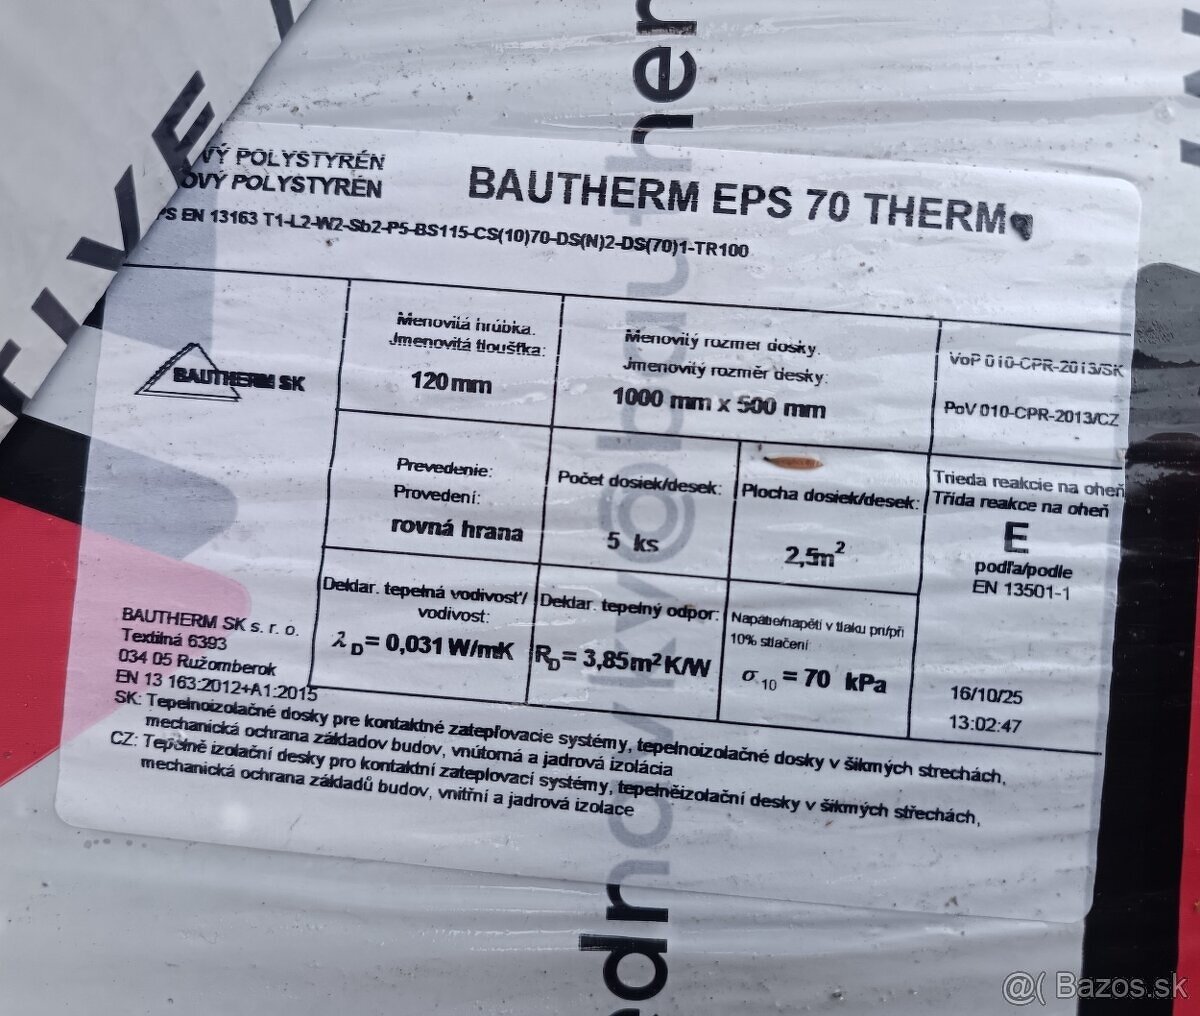 VÝ POLYSTYRÉN
OVÝ POLYSTYRÉN
BAUTHERM EPS 70 THERM
PS EN 13163 T1-L2-W2-Sb2-P5-BS115-CS(10)70-DS(N)2-DS(70)1-TR100
BAUTHERM SK
Menovitá hrúbka.
Jmenovitá tloušťka:
120mm
Menovitý rozmer dosky.
Jmenovitý rozměr desky:
1000 mm x 500 mm
VoP 010-CPR-2013/SK
PoV 010-CPR-2013/CZ
Prevedenie:
Provedení:
rovná hrana
Počet dosiek/desek:
5 ks
Plocha dosiek/desek:
2,5m²
Trieda reakcie na oheň
Třída reakce na oheň
E
podľa/podle
EN 13501-1
Deklar. tepelná vodivosť/
vodivost:
λD= 0,031 W/mK
Deklar. tepelný odpor:
RD= 3,85m²K/W
Napätie/napětí v tlaku pri/při
10% stlačení
σ10 = 70 kPa
16/10/25
13:02:47
BAUTHERM SK s. r. o.
Textilná 6393
034 05 Ružomberok
EN 13 163:2012+A1:2015
SK: Tepelnoizolačné dosky pre kontaktné zatepľovacie systémy, tepelnoizolačné dosky v šikmých strechách,
mechanická ochrana základov budov, vnútorná a jadrová izolácia
CZ: Tepelně izolační desky pro kontaktní zateplovací systémy, tepelněizolační desky v šikmých střechách,
mechanická ochrana základů budov, vnitřní a jadrová izolace
@( Bazos.sk